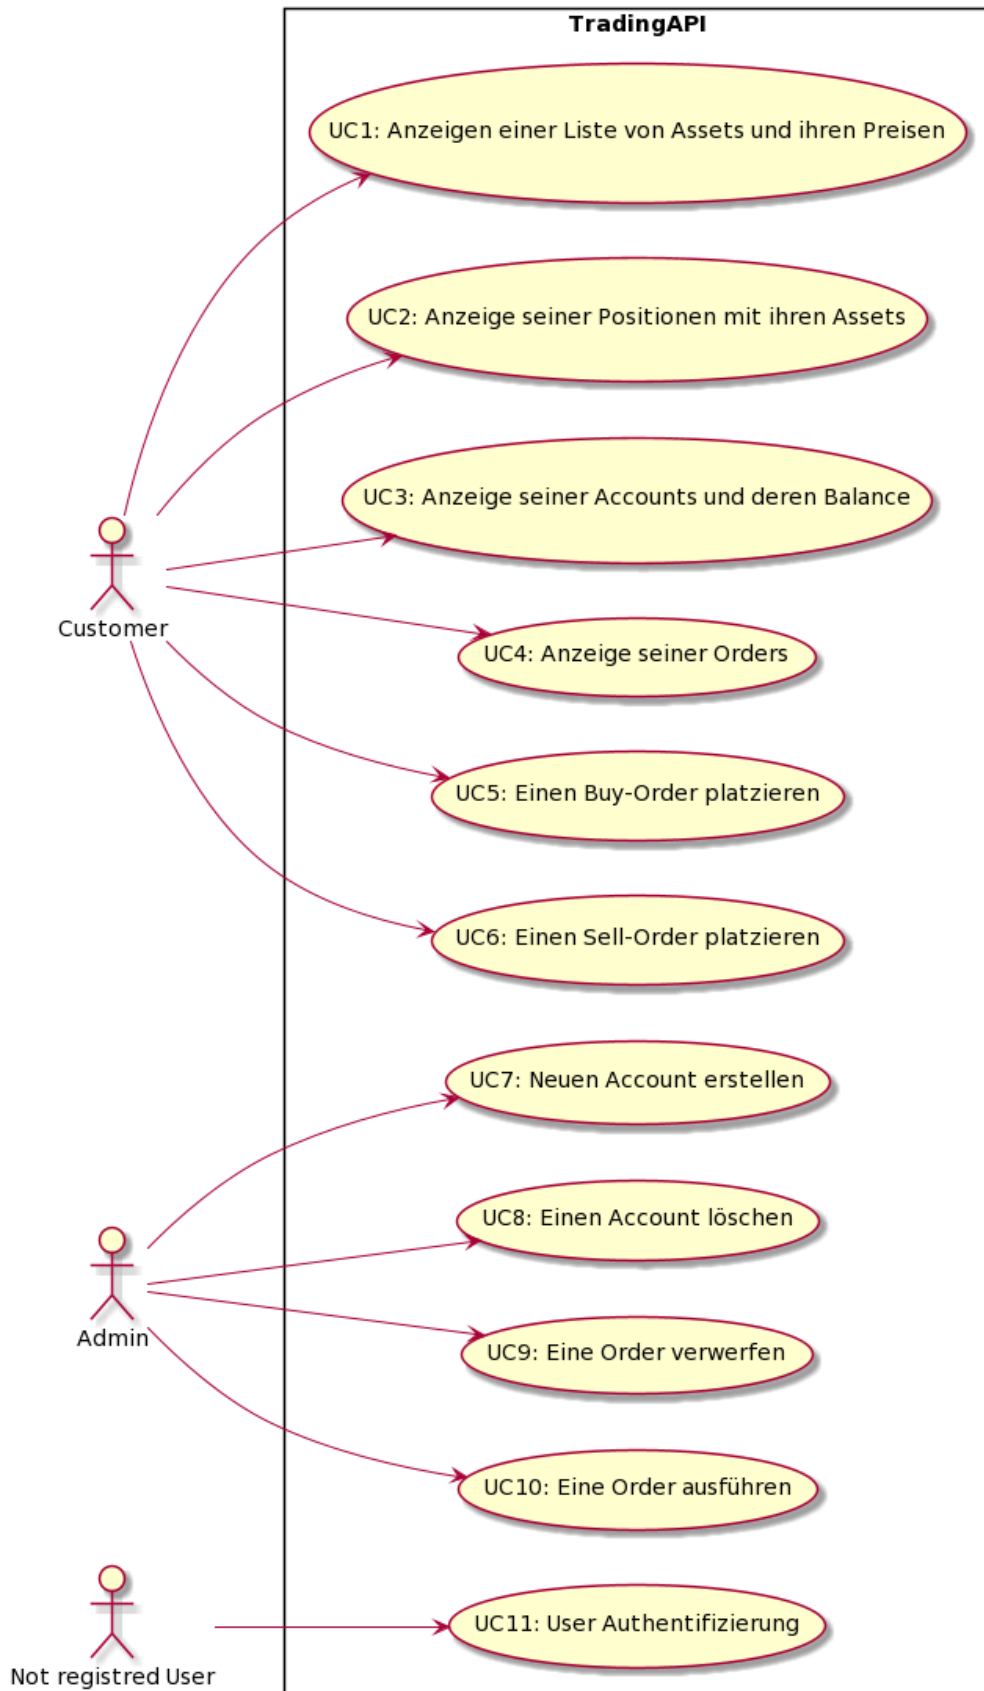 TradingAPI
UC1: Anzeigen einer Liste von Assets und ihren Preisen
UC2: Anzeige seiner Positionen mit ihren Assets
UC3: Anzeige seiner Accounts und deren Balance
Customer
UC4: Anzeige seiner Orders
UC5: Einen Buy-Order platzieren
UC6: Einen Sell-Order platzieren
UC7: Neuen Account erstellen
UC8: Einen Account löschen
Admin
UC9: Eine Order verwerfen
UC10: Eine Order ausführen
UC11: User Authentifizierung
Not registred User